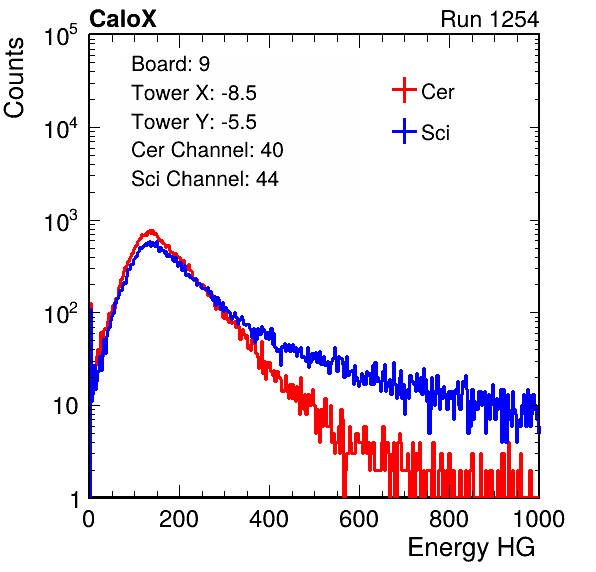 CaloX Run 1254
Counts
Board: 9
Tower X: -8.5
Tower Y: -5.5
Cer Channel: 40
Sci Channel: 44
Cer
Sci
10^5
10^4
10^3
10^2
10
1
0 200 400 600 800 1000
Energy HG